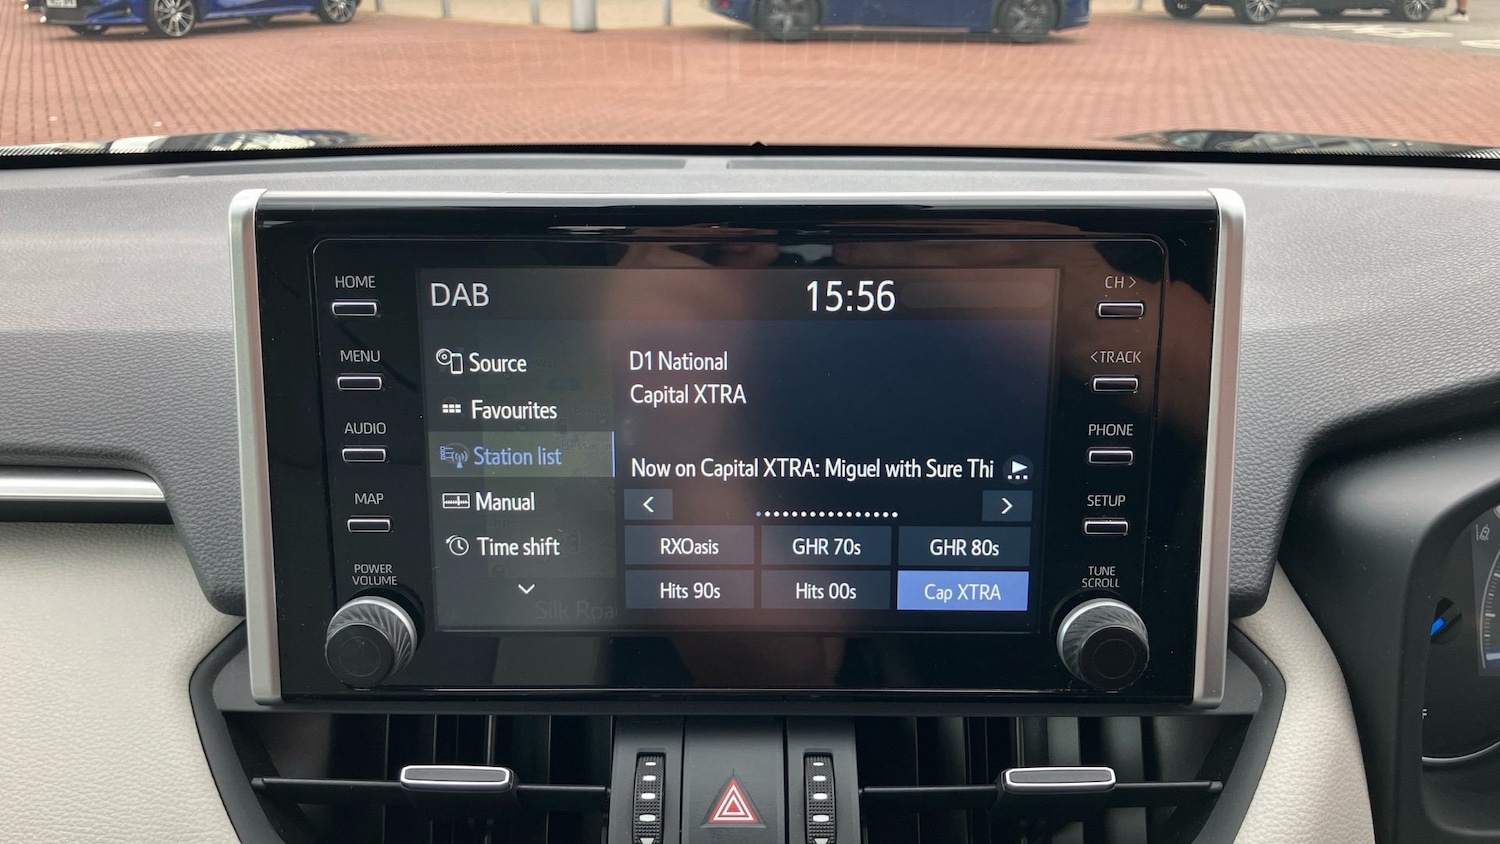 HOME
MENU
AUDIO
MAP
POWER
VOLUME
DAB
15:56
Source
Favourites
Station list
Manual
Time shift
D1 National
Capital XTRA
Now on Capital XTRA: Miguel with Sure Thi
<
>
RXOasis
GHR 70s
GHR 80s
Hits 90s
Hits 00s
Cap XTRA
Silk Roa
CH >
< TRACK
PHONE
SETUP
TUNE
SCROLL